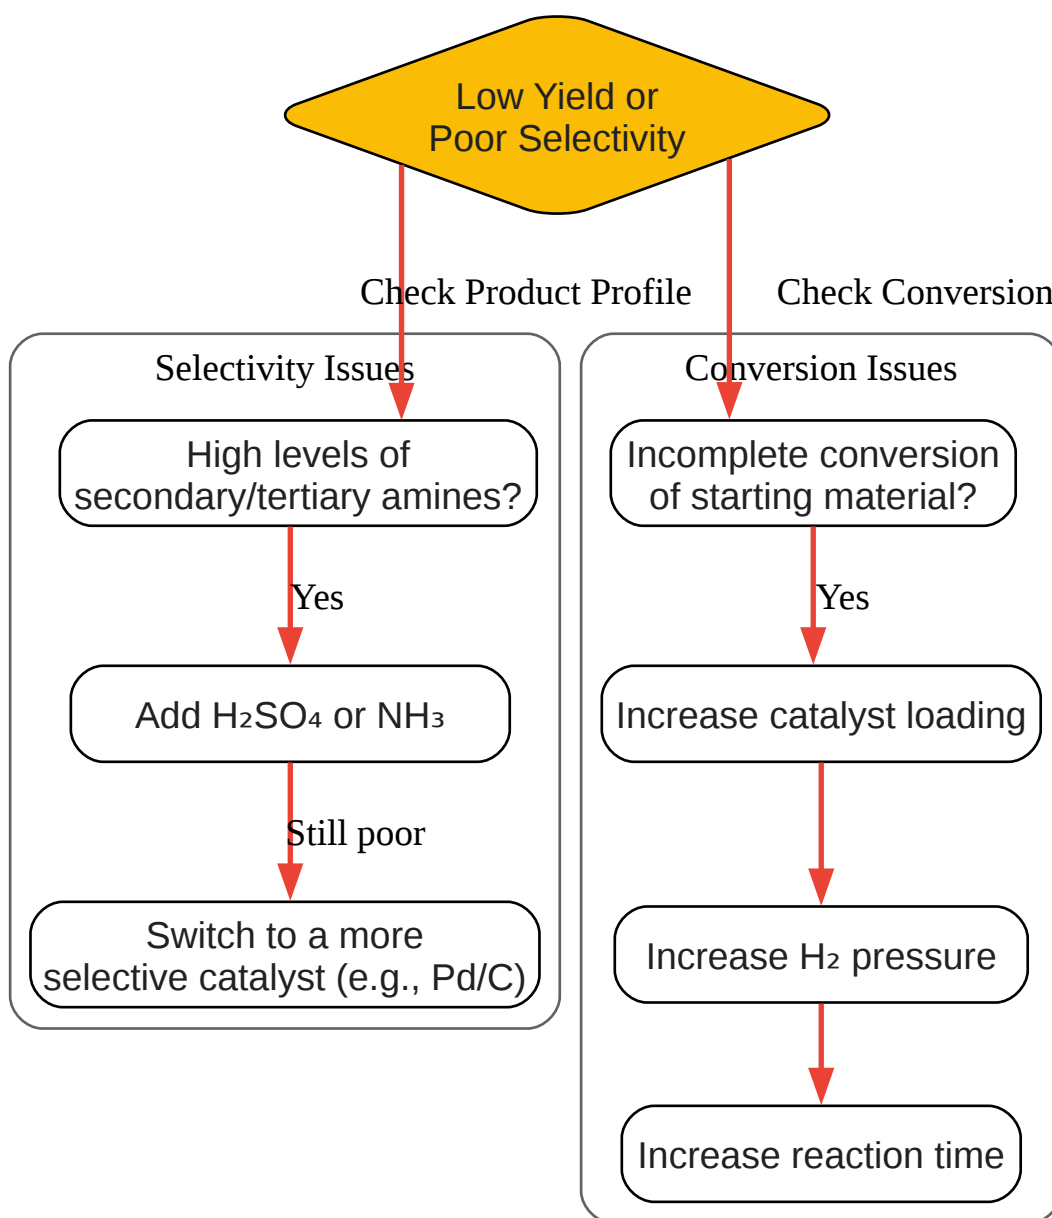 Low Yield or
Poor Selectivity
Check Product Profile
Check Conversion
Selectivity Issues
High levels of
secondary/tertiary amines?
Yes
Add H₂SO₄ or NH₃
Still poor
Switch to a more
selective catalyst (e.g., Pd/C)
Conversion Issues
Incomplete conversion
of starting material?
Yes
Increase catalyst loading
Increase H₂ pressure
Increase reaction time